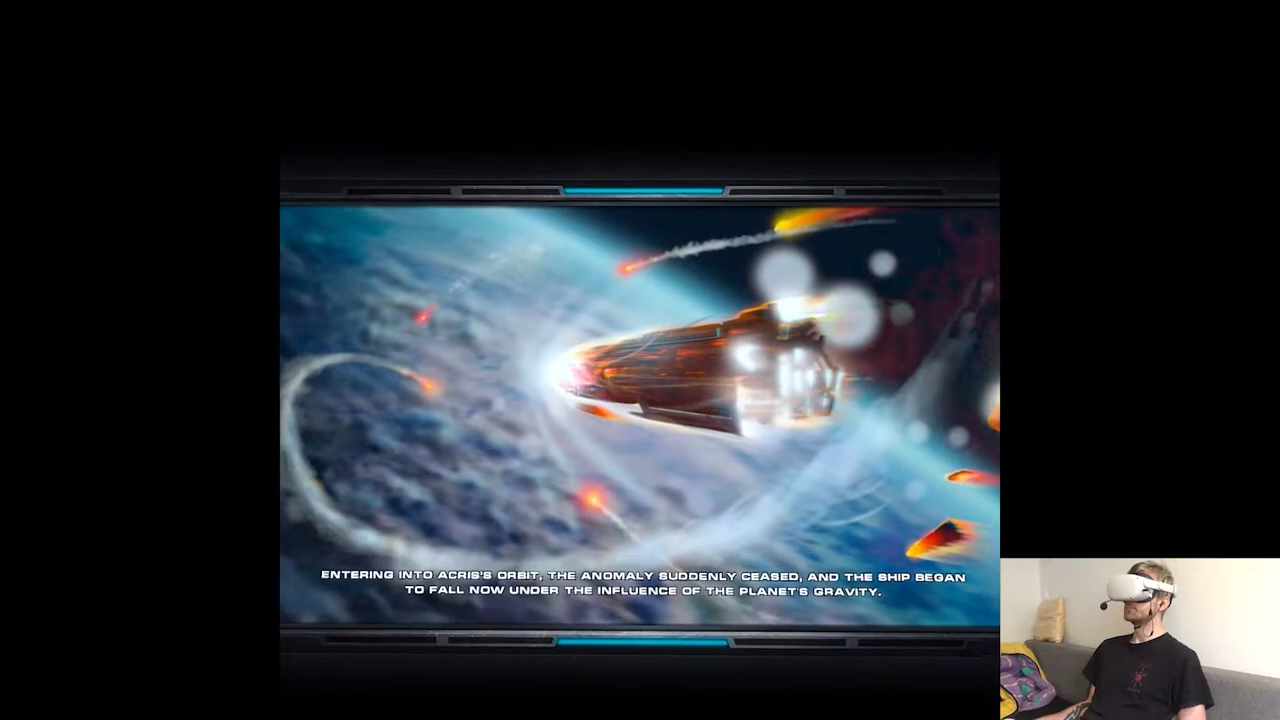 ENTERING INTO ACRIS'S ORBIT, THE ANOMALY SUDDENLY CEASED, AND THE SHIP BEGAN
TO FALL NOW UNDER THE INFLUENCE OF THE PLANET'S GRAVITY.